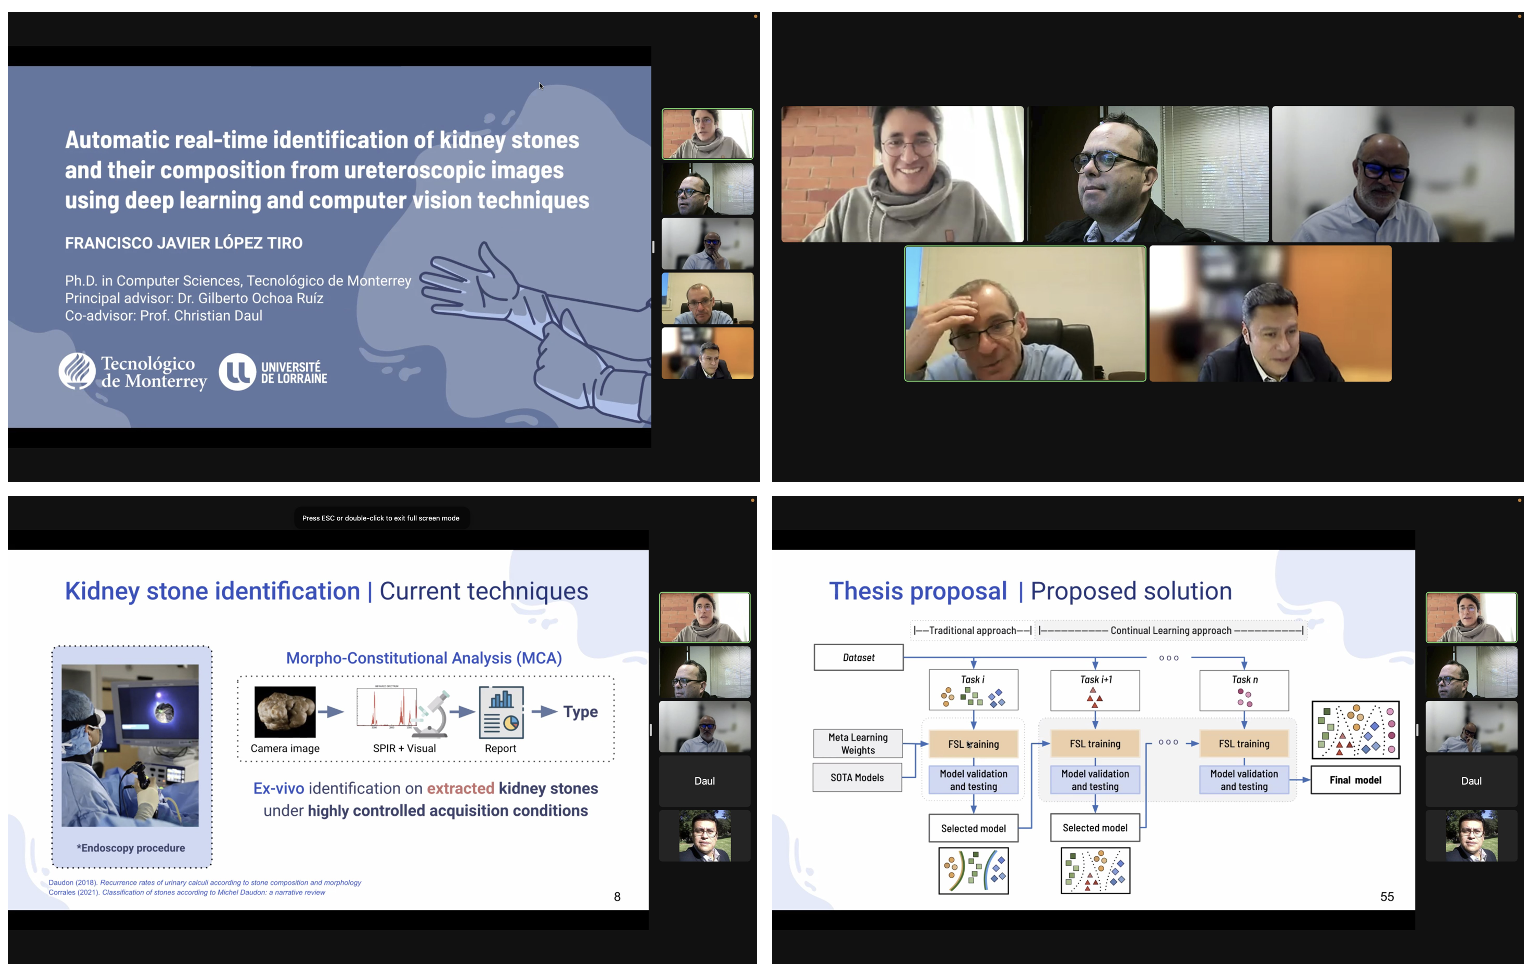 Automatic real-time identification of kidney stones
and their composition from ureteroscopic images
using deep learning and computer vision techniques
FRANCISCO JAVIER LÓPEZ TIRO
Ph.D. in Computer Sciences, Tecnológico de Monterrey
Principal advisor: Dr. Gilberto Ochoa Ruíz
Co-advisor: Prof. Christian Daul
Tecnológico
de Monterrey
UNIVERSITÉ
DE LORRAINE
Press ESC or double-click to exit full screen mode
Kidney stone identification | Current techniques
Morpho-Constitutional Analysis (MCA)
Type
Camera image
SPIR + Visual
Report
Ex-vivo identification on extracted kidney stones
under highly controlled acquisition conditions
*Endoscopy procedure
Daudon (2018). Recurrence rates of urinary calculi according to stone composition and morphology
Corrales (2021). Classification of stones according to Michel Daudon: a narrative review
8
Daul
Thesis proposal | Proposed solution
|---Traditional approach---| |---------------- Continual Learning approach ----------------|
Dataset
Task i
Task i+1
Task n
Meta Learning
Weights
SOTA Models
FSL training
FSL training
FSL training
Model validation
and testing
Model validation
and testing
Model validation
and testing
Final model
Selected model
Selected model
55
Daul